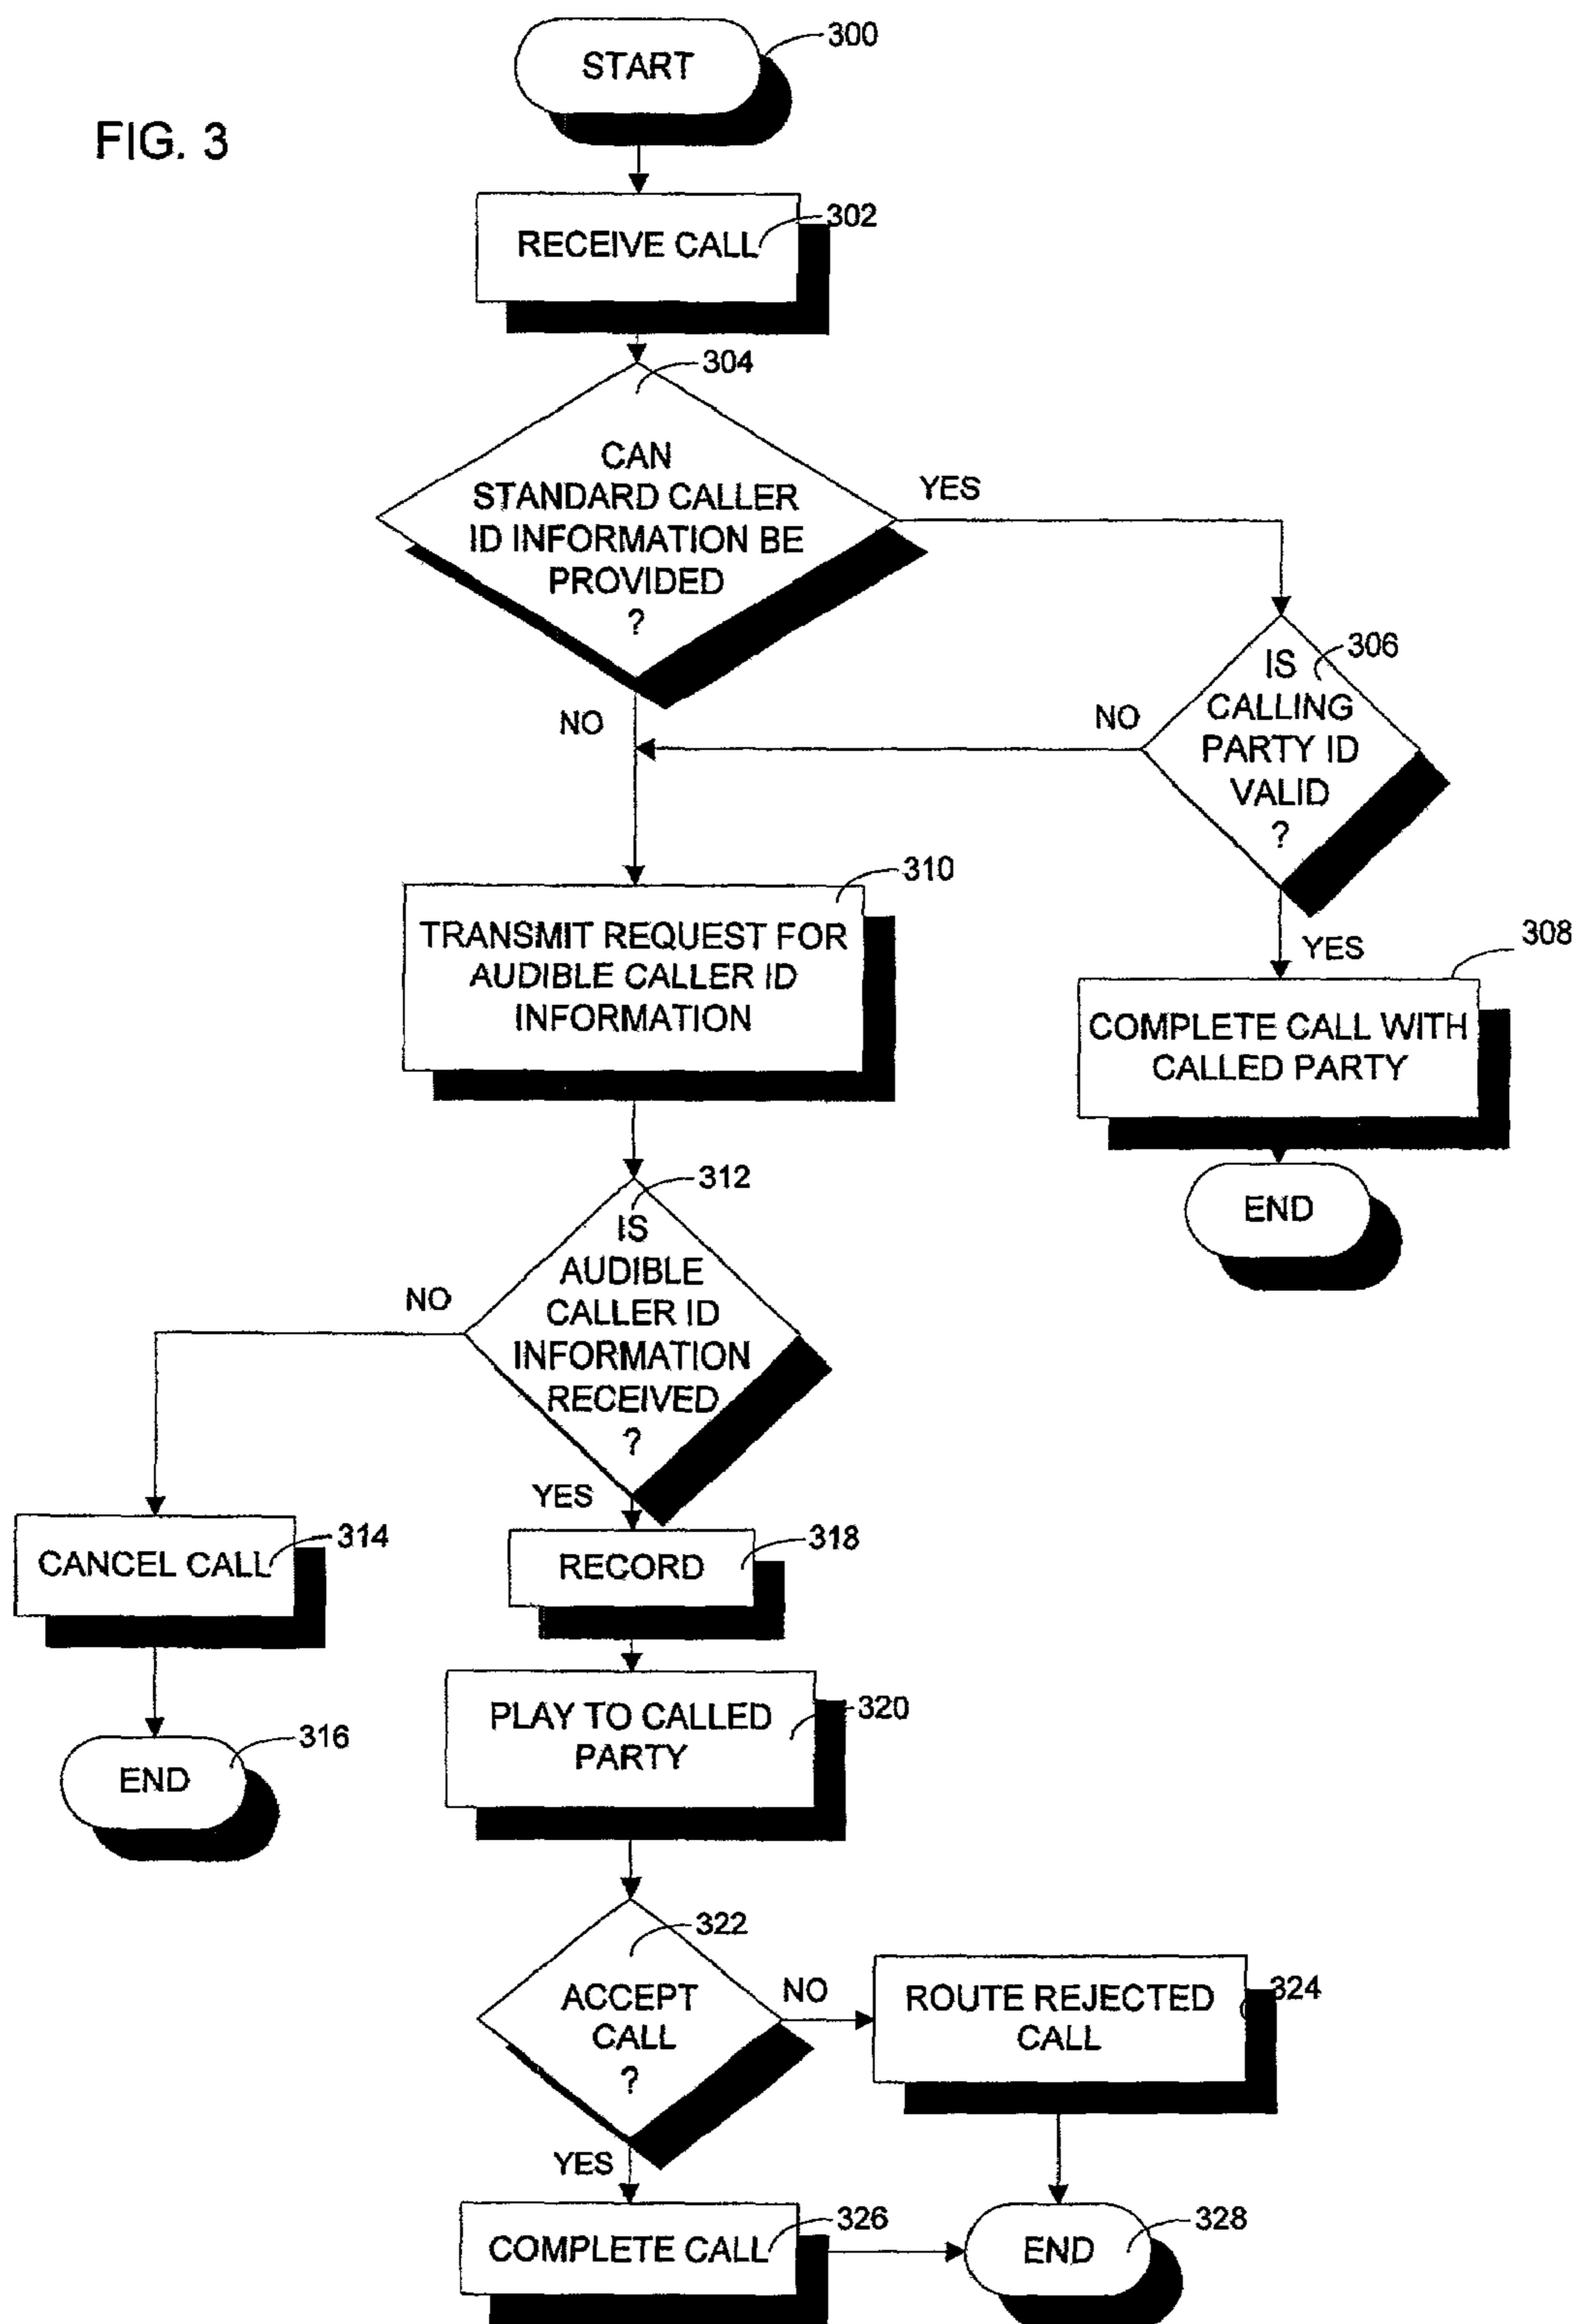 FIG. 3
START
300
RECEIVE CALL
302
304
CAN
STANDARD CALLER
ID INFORMATION BE
PROVIDED
?
YES
NO
306
IS
CALLING
PARTY ID
VALID
?
NO
YES
308
COMPLETE CALL WITH
CALLED PARTY
END
310
TRANSMIT REQUEST FOR
AUDIBLE CALLER ID
INFORMATION
312
IS
AUDIBLE
CALLER ID
INFORMATION
RECEIVED
?
NO
YES
CANCEL CALL
314
END
316
RECORD
318
PLAY TO CALLED
PARTY
320
322
ACCEPT
CALL
?
NO
YES
ROUTE REJECTED
CALL
324
COMPLETE CALL
326
END
328